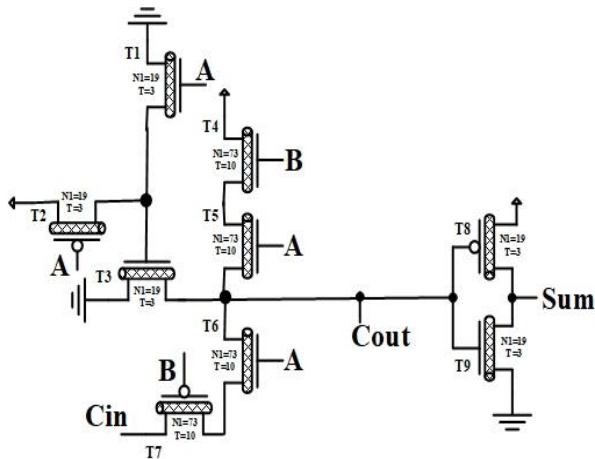 T1
N1=19
T=3
A
T4
N1=73
T=10
B
T2
N1=19
T=3
A
T5
N1=73
T=10
A
T3
N1=19
T=3
T8
N1=19
T=3
Cout
Sum
T6
N1=73
T=10
A
T9
N1=19
T=3
B
Cin
N1=73
T=10
T7